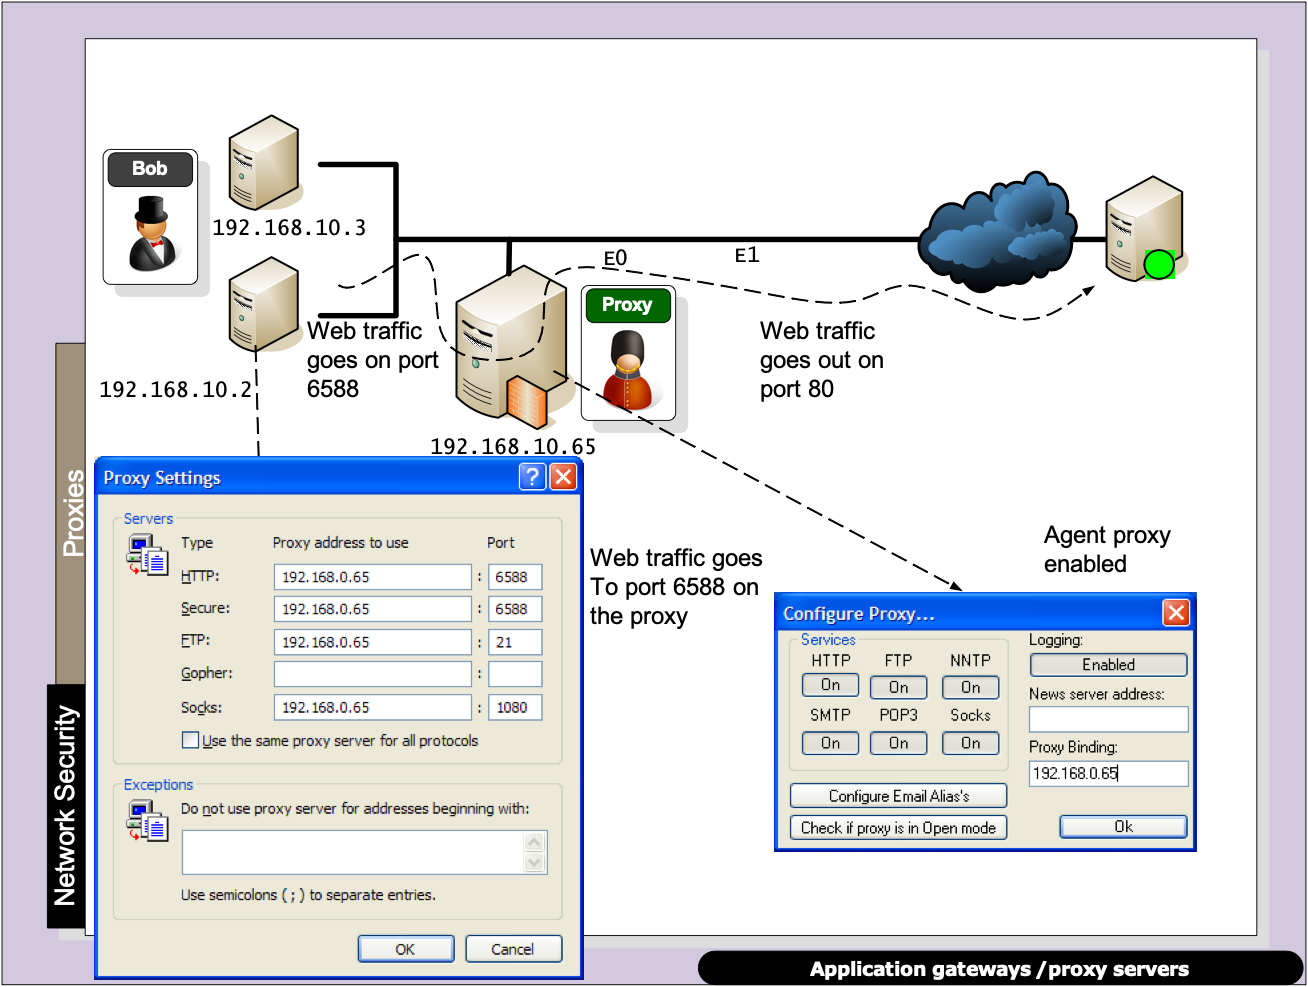 Bob
192.168.10.3
E0
E1
Proxy
Web traffic
goes on port
6588
Web traffic
goes out on
port 80
192.168.10.2
192.168.10.65
Proxy Settings
?
Servers
Type Proxy address to use Port
HTTP: 192.168.0.65 : 6588
Secure: 192.168.0.65 : 6588
FTP: 192.168.0.65 : 21
Gopher: :
Socks: 192.168.0.65 : 1080
Use the same proxy server for all protocols
Exceptions
Do not use proxy server for addresses beginning with:
Use semicolons ( ; ) to separate entries.
OK Cancel
Web traffic goes
To port 6588 on
the proxy
Agent proxy
enabled
Configure Proxy...
Services
HTTP FTP NNTP
On On On
SMTP POP3 Socks
On On On
Configure Email Alias's
Check if proxy is in Open mode
Logging:
Enabled
News server address:
Proxy Binding:
192.168.0.65
Ok
Proxies
Network Security
Application gateways /proxy servers